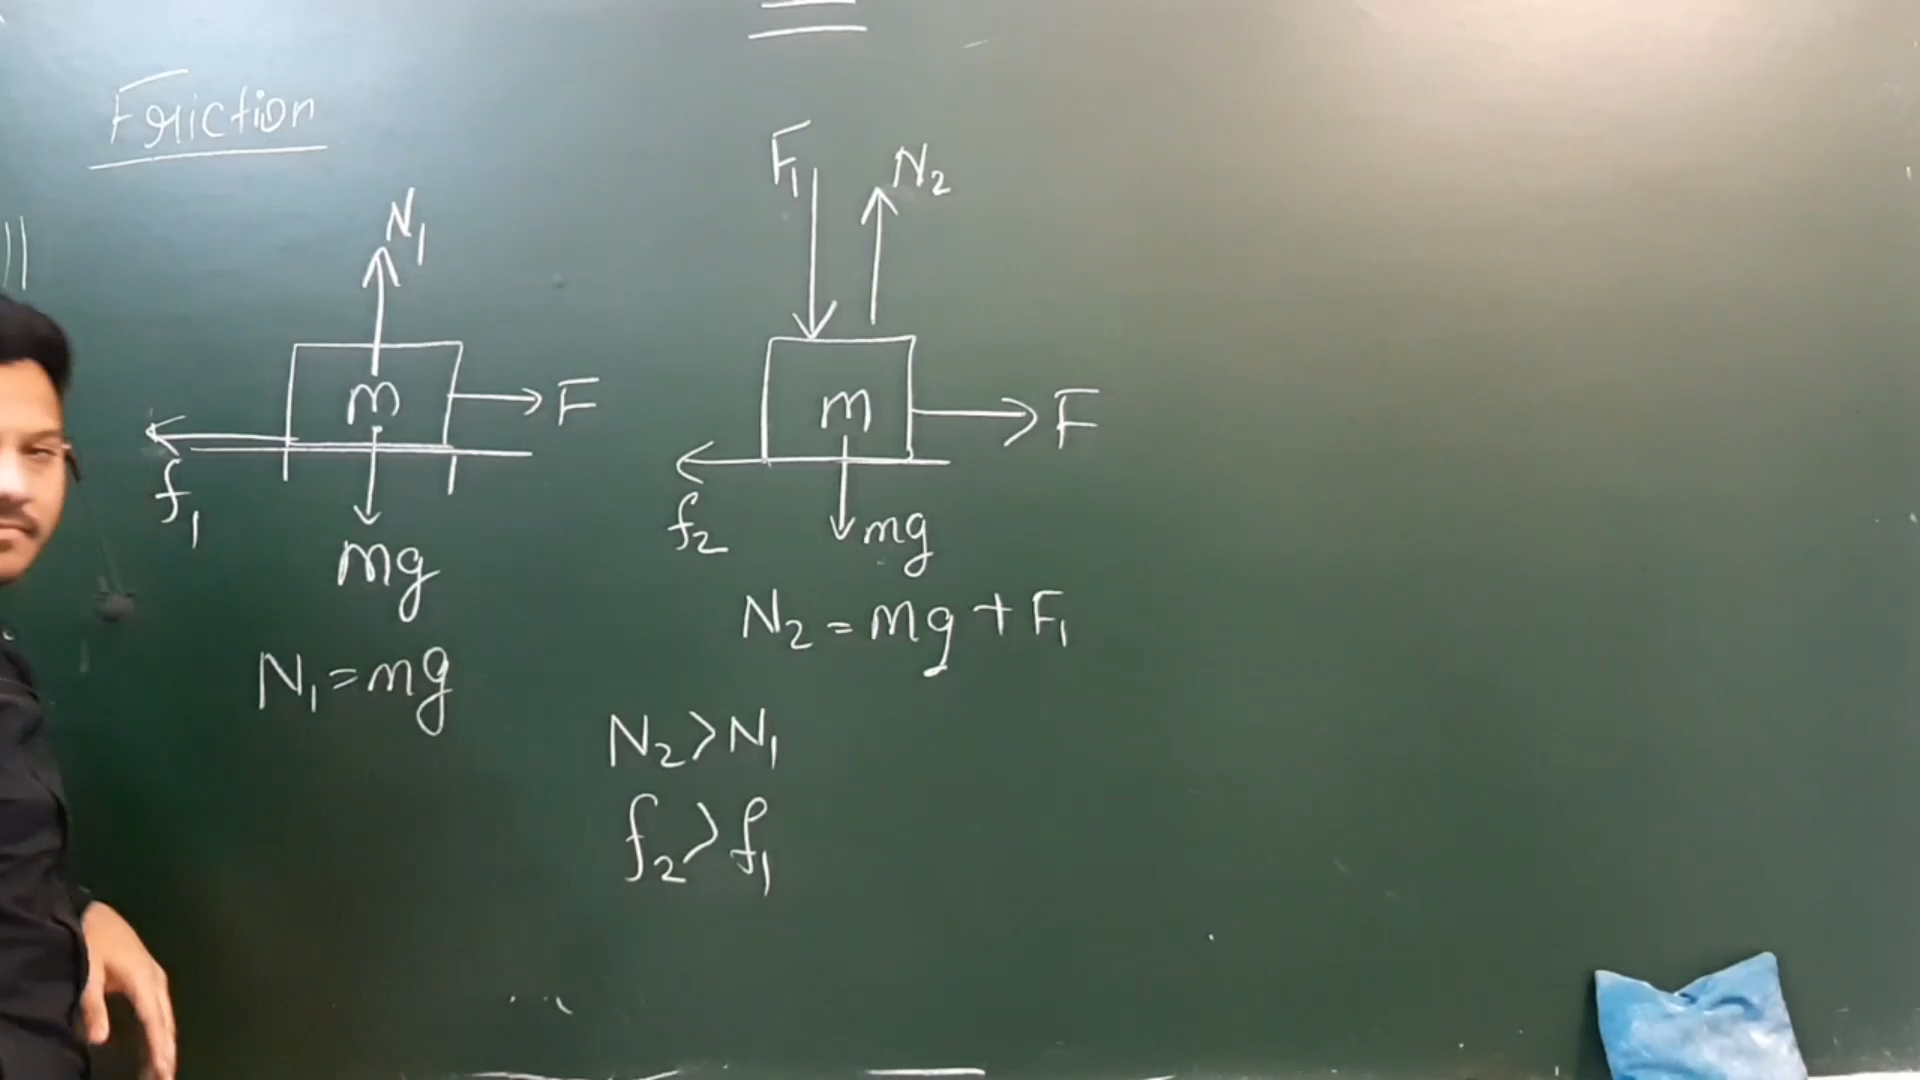 Friction
N₁
m
F
f₁
mg
N₁ = mg
F₁
N₂
m
F
f₂
mg
N₂ = mg + F₁
N₂ > N₁
f₂ > f₁